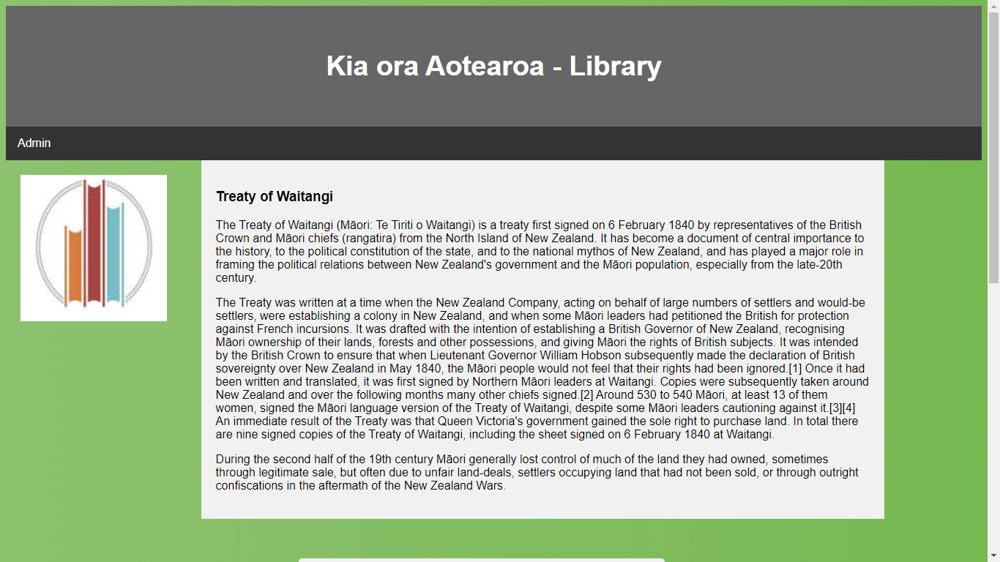 Kia ora Aotearoa - Library
Admin
Treaty of Waitangi
The Treaty of Waitangi (Māori: Te Tiriti o Waitangi) is a treaty first signed on 6 February 1840 by representatives of the British
Crown and Māori chiefs (rangatira) from the North Island of New Zealand. It has become a document of central importance to
the history, to the political constitution of the state, and to the national mythos of New Zealand, and has played a major role in
framing the political relations between New Zealand's government and the Māori population, especially from the late-20th
century.
The Treaty was written at a time when the New Zealand Company, acting on behalf of large numbers of settlers and would-be
settlers, were establishing a colony in New Zealand, and when some Māori leaders had petitioned the British for protection
against French incursions. It was drafted with the intention of establishing a British Governor of New Zealand, recognising
Māori ownership of their lands, forests and other possessions, and giving Māori the rights of British subjects. It was intended
by the British Crown to ensure that when Lieutenant Governor William Hobson subsequently made the declaration of British
sovereignty over New Zealand in May 1840, the Māori people would not feel that their rights had been ignored.[1] Once it had
been written and translated, it was first signed by Northern Māori leaders at Waitangi. Copies were subsequently taken around
New Zealand and over the following months many other chiefs signed.[2] Around 530 to 540 Māori, at least 13 of them
women, signed the Māori language version of the Treaty of Waitangi, despite some Māori leaders cautioning against it.[3][4]
An immediate result of the Treaty was that Queen Victoria's government gained the sole right to purchase land. In total there
are nine signed copies of the Treaty of Waitangi, including the sheet signed on 6 February 1840 at Waitangi.
During the second half of the 19th century Māori generally lost control of much of the land they had owned, sometimes
through legitimate sale, but often due to unfair land-deals, settlers occupying land that had not been sold, or through outright
confiscations in the aftermath of the New Zealand Wars.